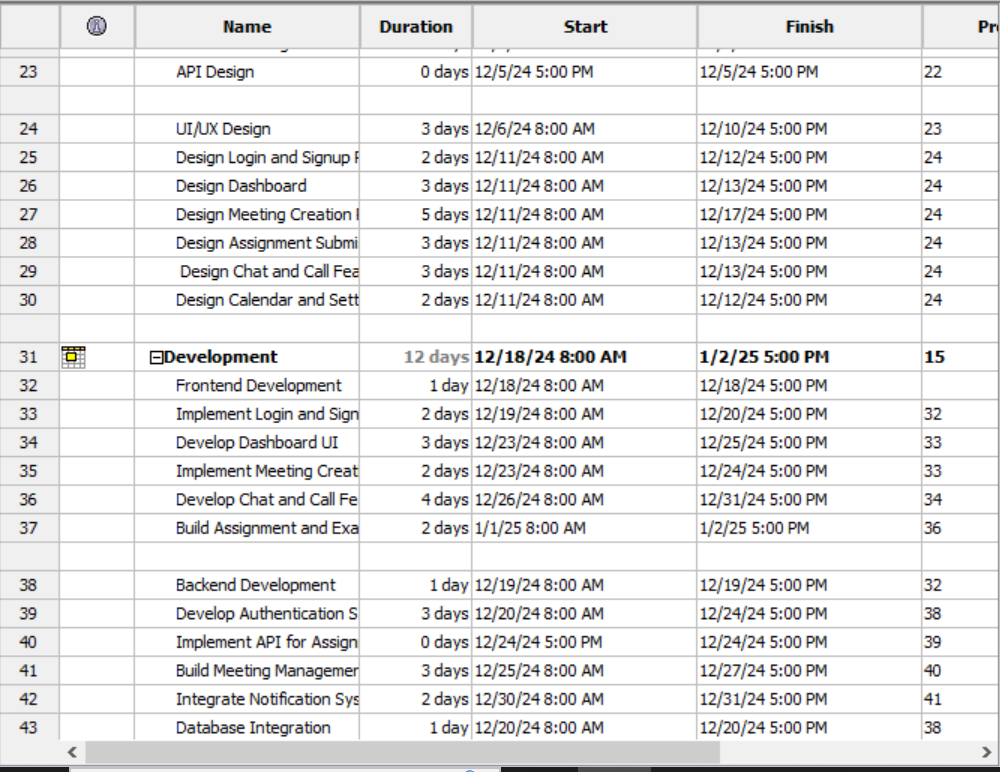 Name Duration Start Finish
23 API Design 0 days 12/5/24 5:00 PM 12/5/24 5:00 PM 22
24 UI/UX Design 3 days 12/6/24 8:00 AM 12/10/24 5:00 PM 23
25 Design Login and Signup 2 days 12/11/24 8:00 AM 12/12/24 5:00 PM 24
26 Design Dashboard 3 days 12/11/24 8:00 AM 12/13/24 5:00 PM 24
27 Design Meeting Creation 5 days 12/11/24 8:00 AM 12/17/24 5:00 PM 24
28 Design Assignment Submi 3 days 12/11/24 8:00 AM 12/13/24 5:00 PM 24
29 Design Chat and Call Fea 3 days 12/11/24 8:00 AM 12/13/24 5:00 PM 24
30 Design Calendar and Sett 2 days 12/11/24 8:00 AM 12/12/24 5:00 PM 24
31 Development 12 days 12/18/24 8:00 AM 1/2/25 5:00 PM 15
32 Frontend Development 1 day 12/18/24 8:00 AM 12/18/24 5:00 PM
33 Implement Login and Sign 2 days 12/19/24 8:00 AM 12/20/24 5:00 PM 32
34 Develop Dashboard UI 3 days 12/23/24 8:00 AM 12/25/24 5:00 PM 33
35 Implement Meeting Creat 2 days 12/23/24 8:00 AM 12/24/24 5:00 PM 33
36 Develop Chat and Call Fe 4 days 12/26/24 8:00 AM 12/31/24 5:00 PM 34
37 Build Assignment and Exa 2 days 1/1/25 8:00 AM 1/2/25 5:00 PM 36
38 Backend Development 1 day 12/19/24 8:00 AM 12/19/24 5:00 PM 32
39 Develop Authentication S 3 days 12/20/24 8:00 AM 12/24/24 5:00 PM 38
40 Implement API for Assign 0 days 12/24/24 5:00 PM 12/24/24 5:00 PM 39
41 Build Meeting Managemer 3 days 12/25/24 8:00 AM 12/27/24 5:00 PM 40
42 Integrate Notification Sys 2 days 12/30/24 8:00 AM 12/31/24 5:00 PM 41
43 Database Integration 1 day 12/20/24 8:00 AM 12/20/24 5:00 PM 38